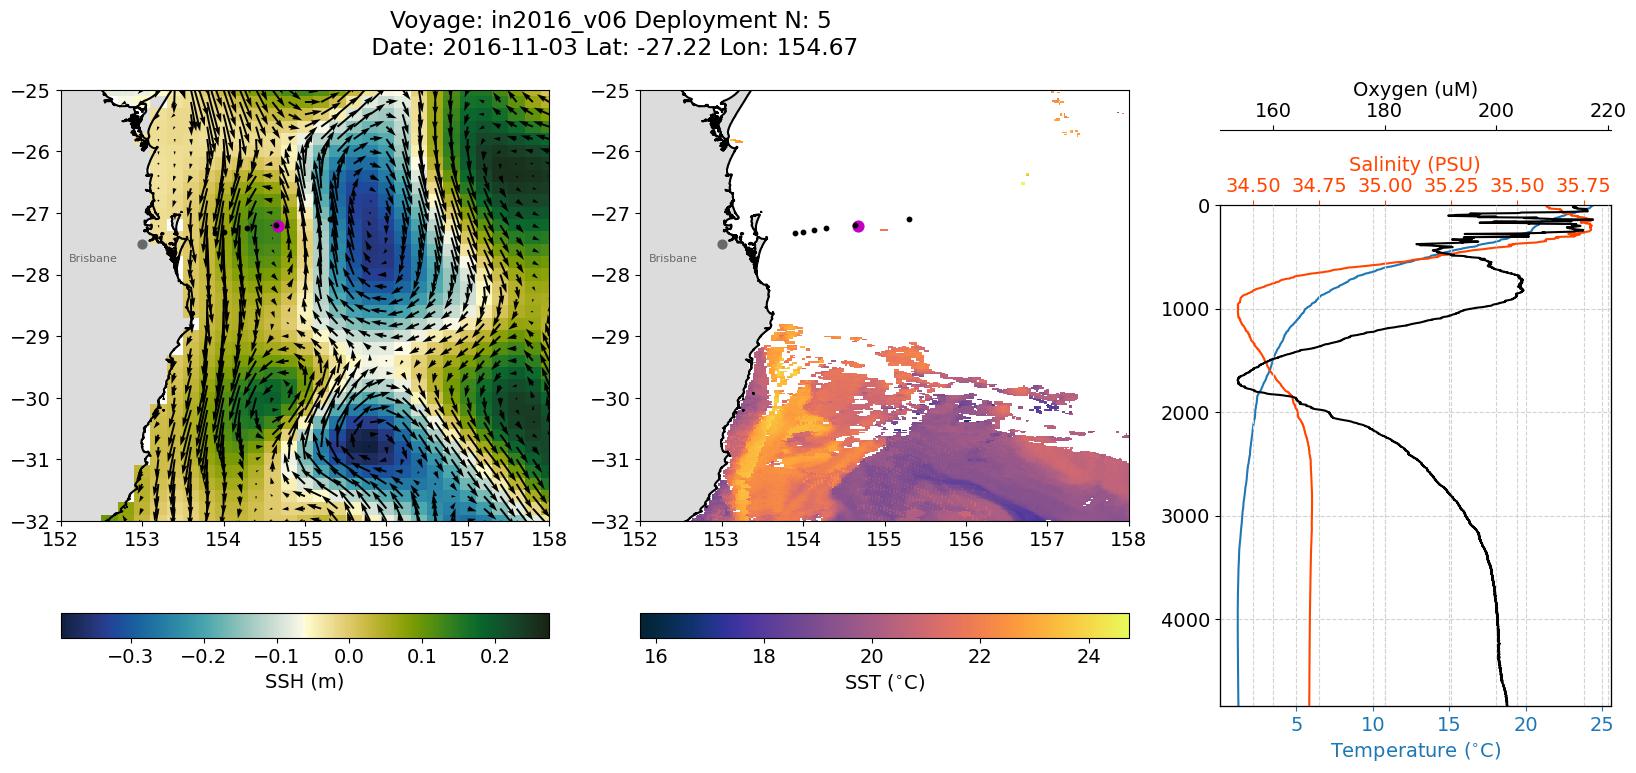 Voyage: in2016_v06 Deployment N: 5
Date: 2016-11-03 Lat: -27.22 Lon: 154.67
−25
−26
−27
−28
−29
−30
−31
−32
152 153 154 155 156 157 158
Brisbane
−0.3 −0.2 −0.1 0.0 0.1 0.2
SSH (m)
−25
−26
−27
−28
−29
−30
−31
−32
152 153 154 155 156 157 158
Brisbane
16 18 20 22 24
SST (°C)
Oxygen (uM)
160 180 200 220
Salinity (PSU)
34.50 34.75 35.00 35.25 35.50 35.75
0
1000
2000
3000
4000
5 10 15 20 25
Temperature (°C)